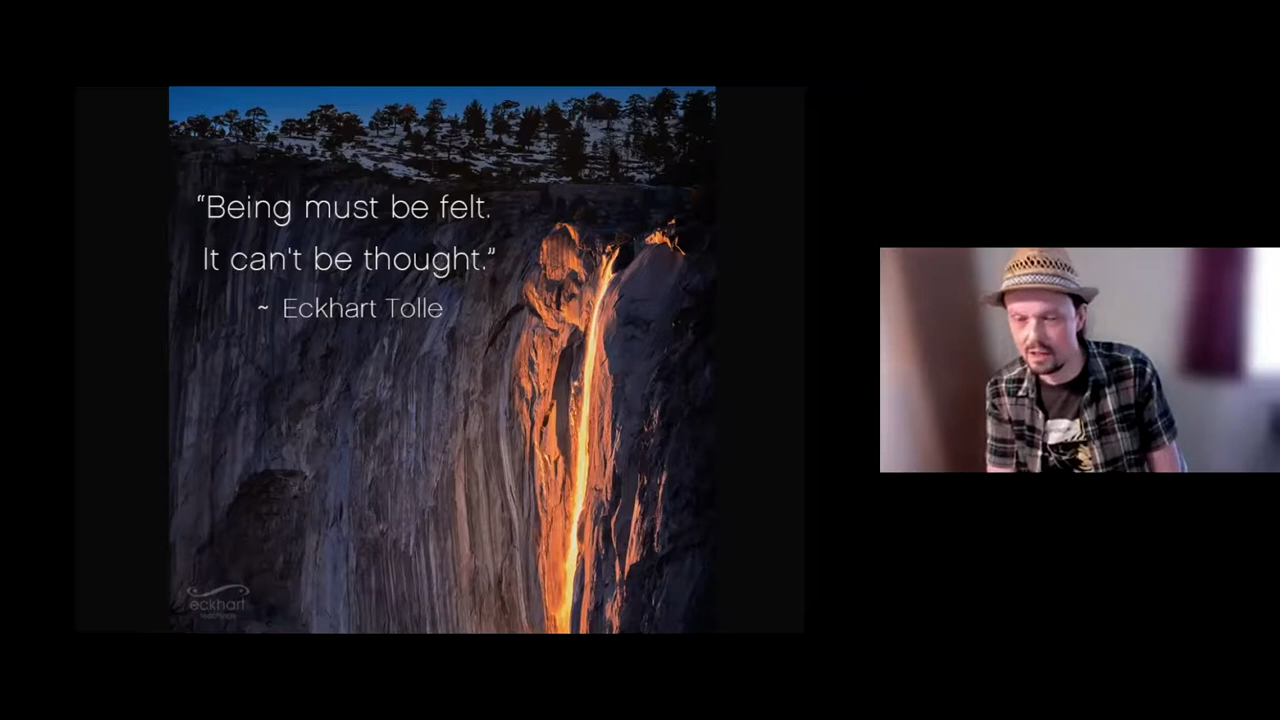 “Being must be felt.
It can't be thought.”
~ Eckhart Tolle
eckhart